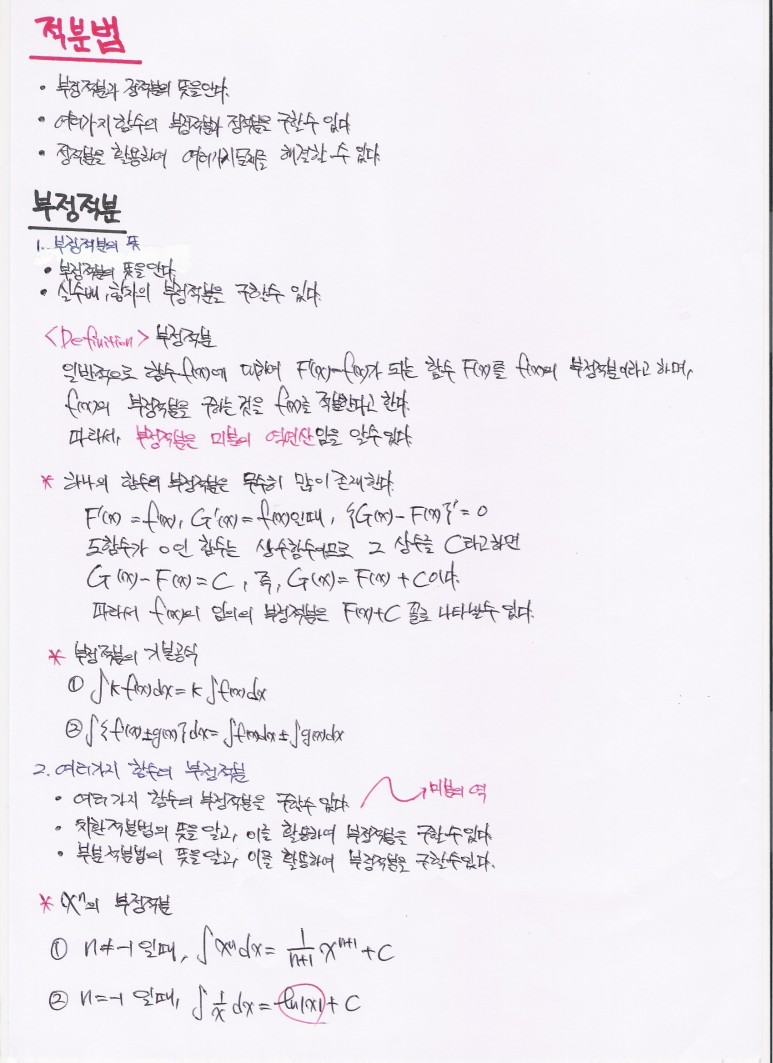 적분법
• 부정적분과 정적분의 뜻을 안다.
• 여러가지 함수의 부정적분과 정적분을 구할 수 있다
• 정적분을 활용하여 여러가지 문제를 해결할 수 있다.
부정적분
1. 부정적분의 뜻
• 부정적분의 뜻을 안다.
• 실수배, 합차의 부정적분을 구할 수 있다.
<Definition> 부정적분
일반적으로 함수 f(x)에 대하여 F'(x)=f(x)가 되는 함수 F(x)를 f(x)의 부정적분이라고 하며,
f(x)의 부정적분을 구하는 것을 f(x)를 적분한다고 한다.
따라서, 부정적분은 미분의 역연산임을 알 수 있다.
* 하나의 함수의 부정적분은 무수히 많이 존재한다.
F'(x) = f(x), G'(x) = f(x)일때, {G(x) - F(x)}' = 0
도함수가 0인 함수는 상수함수이므로 그 상수를 C라고 하면
G(x) - F(x) = C, 즉, G(x) = F(x) + C이다.
따라서 f(x)의 임의의 부정적분은 F(x)+C 꼴로 나타낼 수 있다.
* 부정적분의 기본공식
① ∫k f(x)dx = k ∫f(x)dx
② ∫{f(x)±g(x)}dx = ∫f(x)dx ± ∫g(x)dx
2. 여러가지 함수의 부정적분
• 여러가지 함수의 부정적분을 구할 수 있다. → 미분의 역
• 치환적분법의 뜻을 알고, 이를 활용하여 부정적분을 구할 수 있다
• 부분적분법의 뜻을 알고, 이를 활용하여 부정적분을 구할 수 있다.
* xⁿ의 부정적분
① n≠-1 일때, ∫xⁿdx = 1/(n+1) xⁿ⁺¹ + C
② n=-1 일때, ∫1/x dx = ln|x| + C